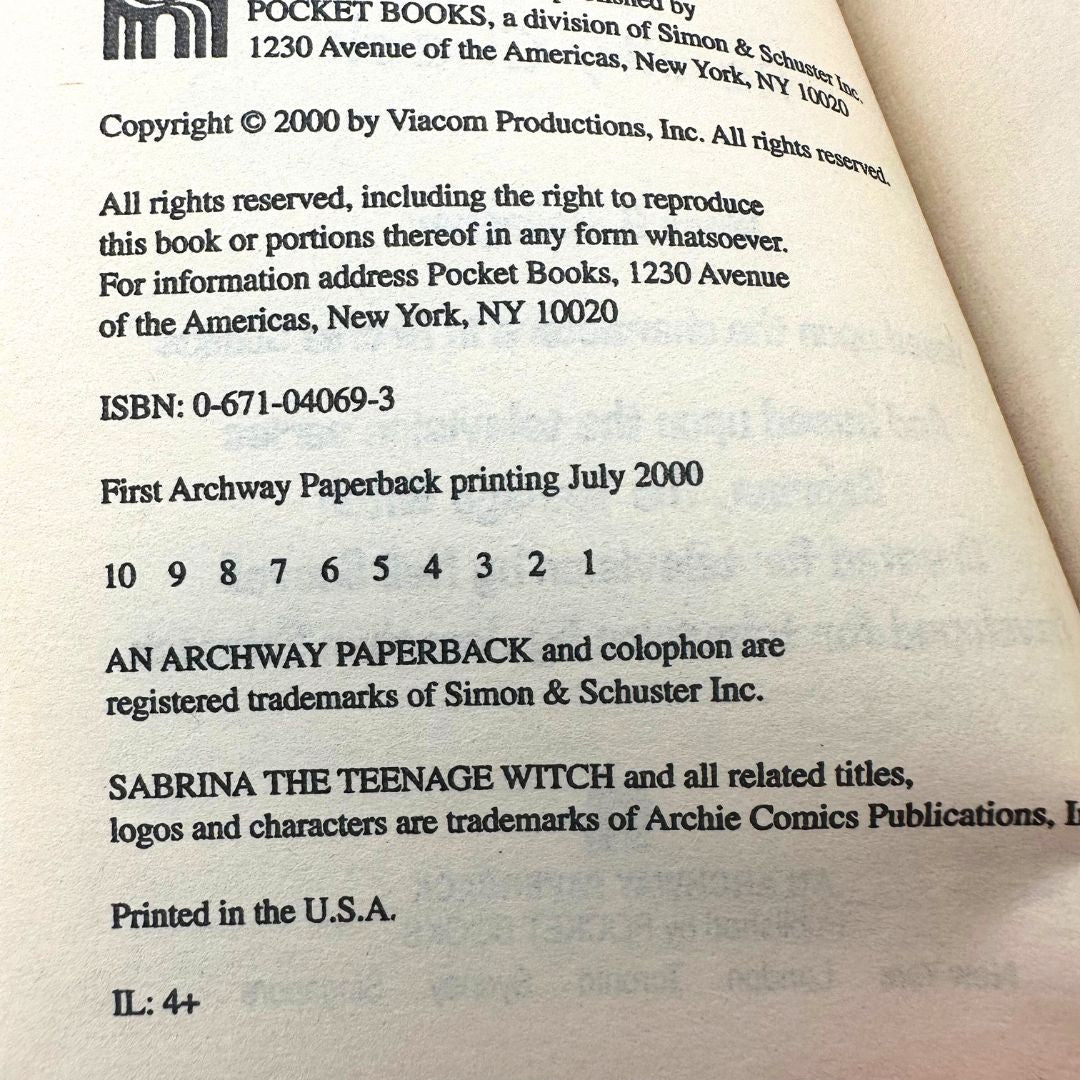 by
POCKET BOOKS, a division of Simon & Schuster Inc.
1230 Avenue of the Americas, New York, NY 10020
Copyright © 2000 by Viacom Productions, Inc. All rights reserved.
All rights reserved, including the right to reproduce
this book or portions thereof in any form whatsoever.
For information address Pocket Books, 1230 Avenue
of the Americas, New York, NY 10020
ISBN: 0-671-04069-3
First Archway Paperback printing July 2000
10 9 8 7 6 5 4 3 2 1
AN ARCHWAY PAPERBACK and colophon are
registered trademarks of Simon & Schuster Inc.
SABRINA THE TEENAGE WITCH and all related titles,
logos and characters are trademarks of Archie Comics Publications,
Printed in the U.S.A.
IL: 4+